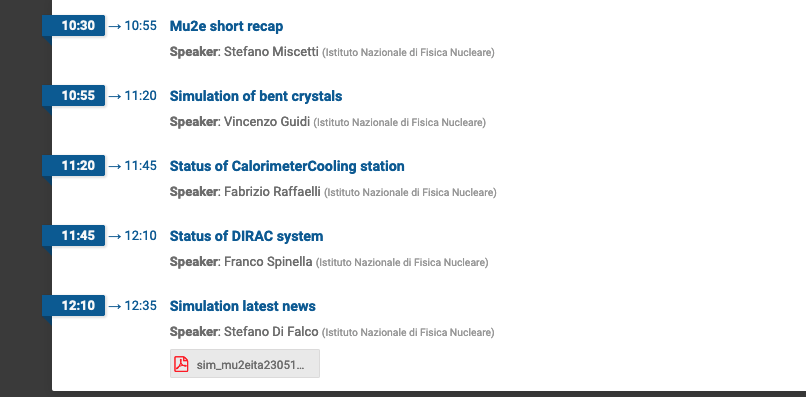 10:30 → 10:55 Mu2e short recap
Speaker: Stefano Miscetti (Istituto Nazionale di Fisica Nucleare)
10:55 → 11:20 Simulation of bent crystals
Speaker: Vincenzo Guidi (Istituto Nazionale di Fisica Nucleare)
11:20 → 11:45 Status of CalorimeterCooling station
Speaker: Fabrizio Raffaelli (Istituto Nazionale di Fisica Nucleare)
11:45 → 12:10 Status of DIRAC system
Speaker: Franco Spinella (Istituto Nazionale di Fisica Nucleare)
12:10 → 12:35 Simulation latest news
Speaker: Stefano Di Falco (Istituto Nazionale di Fisica Nucleare)
sim_mu2eita23051...